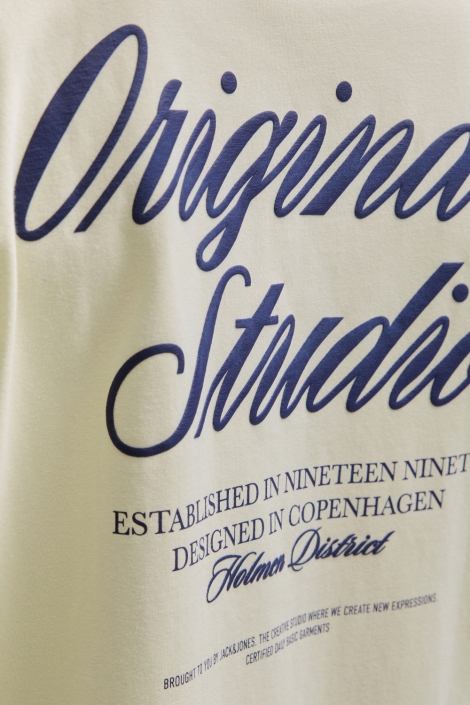 Origina
Studio
ESTABLISHED IN NINETEEN NINET
DESIGNED IN COPENHAGEN
Holmen District
BROUGHT TO YOU BY JACK&JONES. THE CREATIVE STUDIO WHERE WE CREATE NEW EXPRESSIONS.
CERTIFIED DAILY BASIC GARMENTS